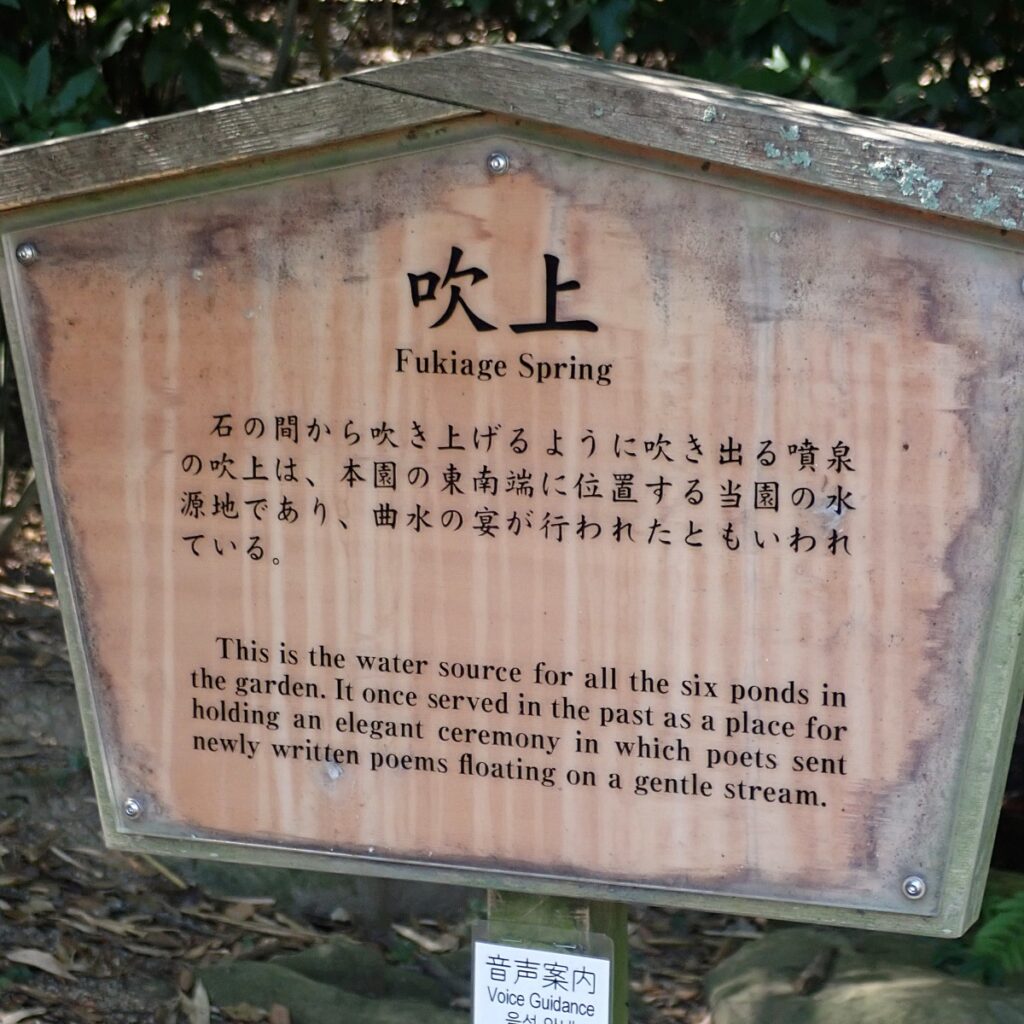 吹上
Fukiage Spring
石の間から吹き上げるように吹き出る噴泉
の吹上は、本園の東南端に位置する当園の水
源地であり、曲水の宴が行われたともいわれ
ている。
This is the water source for all the six ponds in
the garden. It once served in the past as a place for
holding an elegant ceremony in which poets sent
newly written poems floating on a gentle stream.
音声案内
Voice Guidance